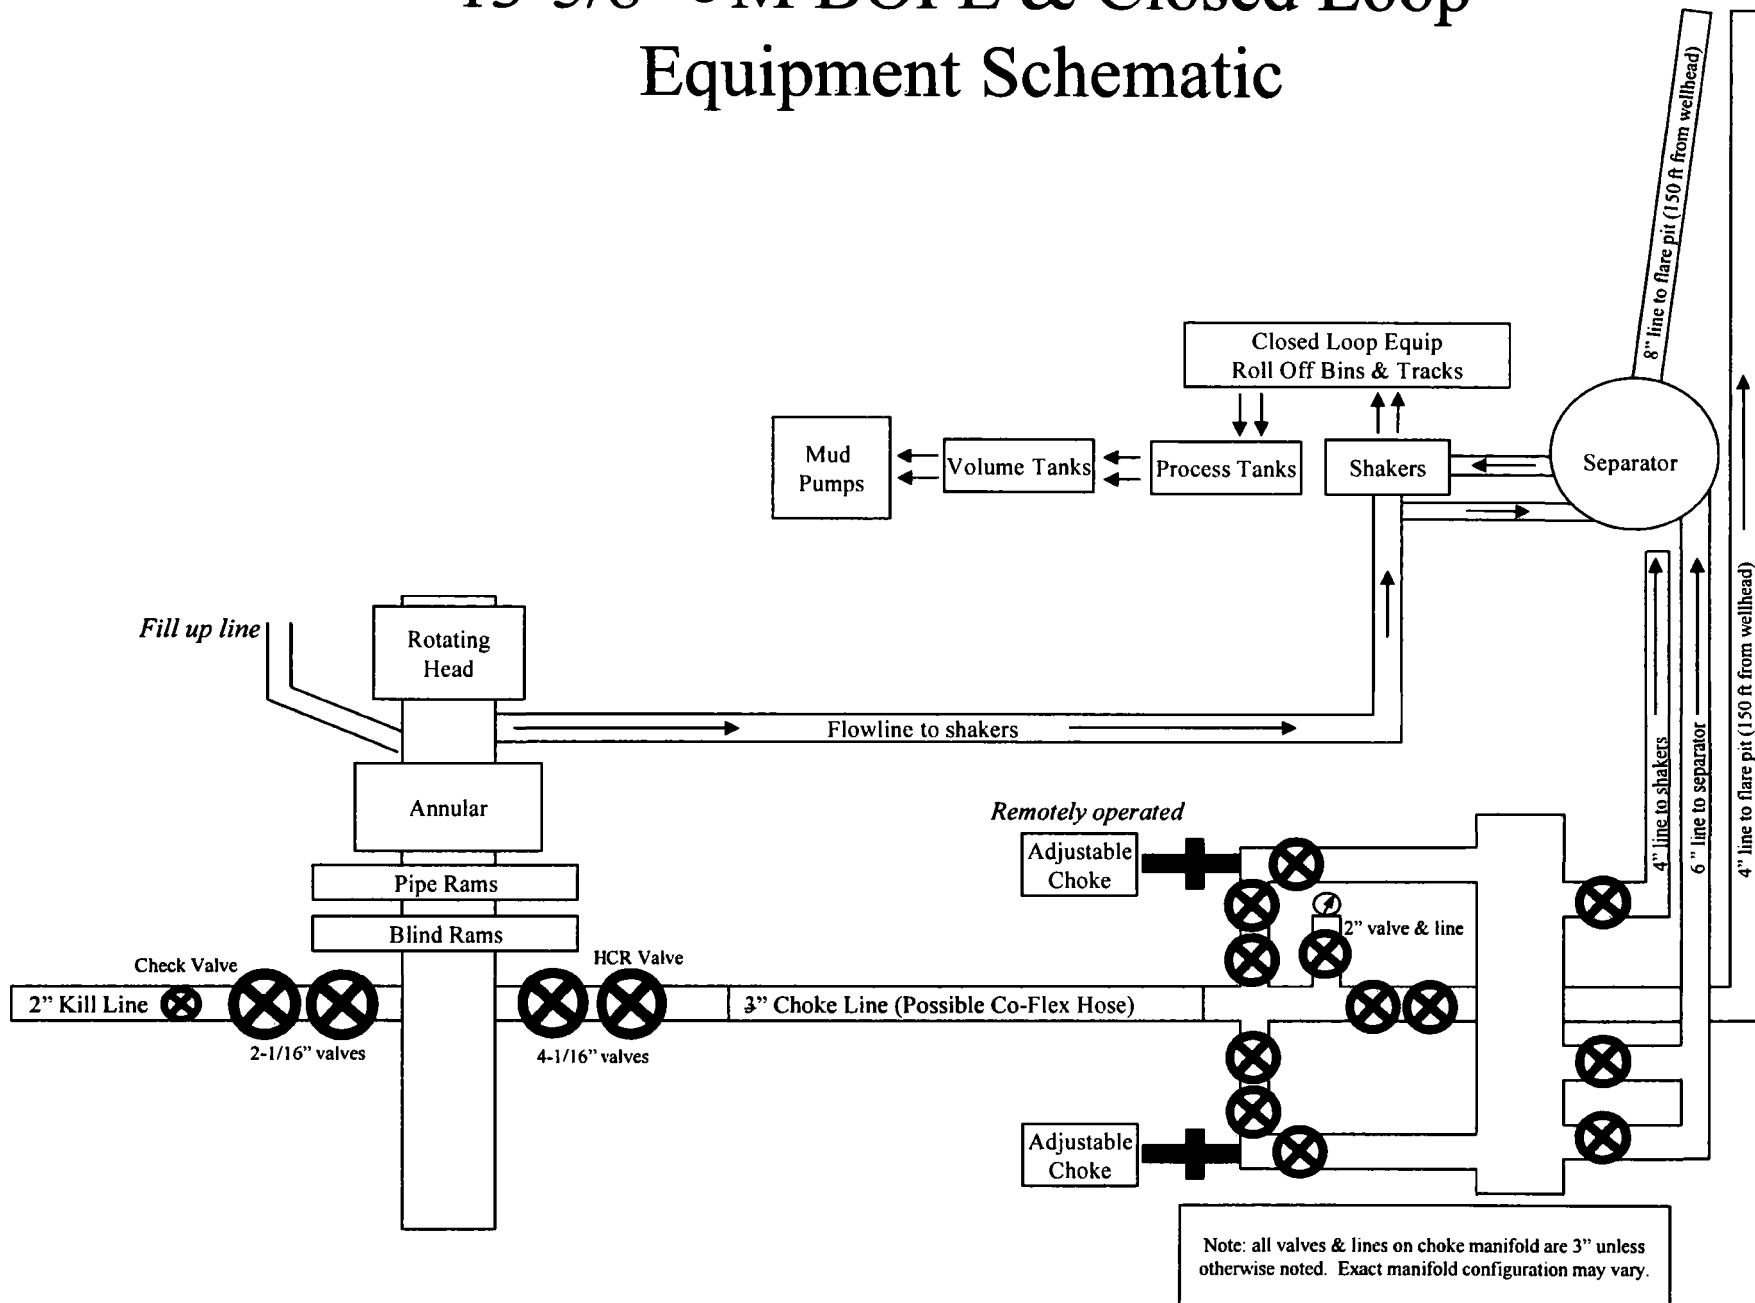 BOPE & Closed Loop
Equipment Schematic
8” line to flare pit (150 ft from wellhead)
Closed Loop Equip
Roll Off Bins & Tracks
Mud
Pumps
Volume Tanks
Process Tanks
Shakers
Separator
Fill up line
Rotating
Head
Flowline to shakers
4” line to shakers
6” line to separator
4” line to flare pit (150 ft from wellhead)
Annular
Remotely operated
Adjustable
Choke
Pipe Rams
Blind Rams
2” valve & line
Check Valve
HCR Valve
2” Kill Line
3” Choke Line (Possible Co-Flex Hose)
2-1/16” valves
4-1/16” valves
Adjustable
Choke
Note: all valves & lines on choke manifold are 3” unless
otherwise noted. Exact manifold configuration may vary.